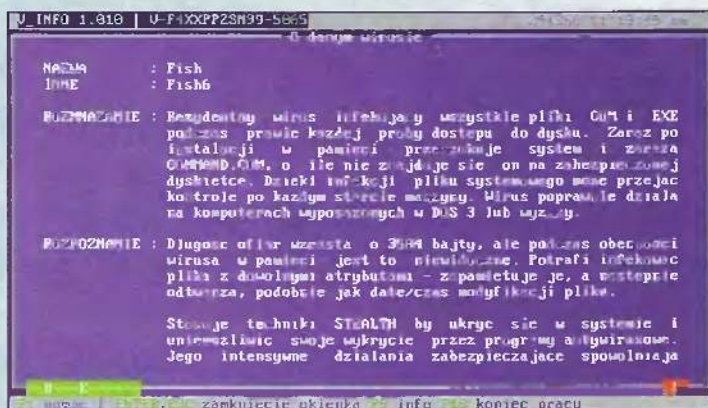 V_INFO 1.010 | V-F4XXPP2SN99-5065
O danym wirusie
NAZWA : Fish
INNE : Fish6
ROZMNAZANIE : Rezydentny wirus infekujacy wszystkie pliki COM i EXE
podczas prawie kazdej proby dostepu do dysku. Zaraz po
instalacji w pamieci przeszukuje system i zaraza
COMMAND.COM, o ile nie znajduje sie on na zabezpieczonej
dyskietce. Dzieki infekcji pliku systemowego moze przejac
kontrole po kazdym starcie maszyny. Wirus poprawnie dziala
na komputerach wyposazonych w DOS 3 lub wyzszy.
ROZPOZNANIE : Dlugosc ofiar wzrasta o 3584 bajty, ale podczas obecnosci
wirusa w pamieci jest to niewidoczne. Potrafi infekowac
pliki z dowolnymi atrybutami - zapamietuje je, a nastepnie
odtwarza, podobnie jak date/czas modyfikacji pliku.
Stosuje techniki STEALTH by ukryc sie w systemie i
uniemozliwic swoje wykrycie przez programy antywirusowe.
Jego intensywne dzialania zabezpieczajace spowolniaja
pomoc | zamkniecie okienka info koniec pracy